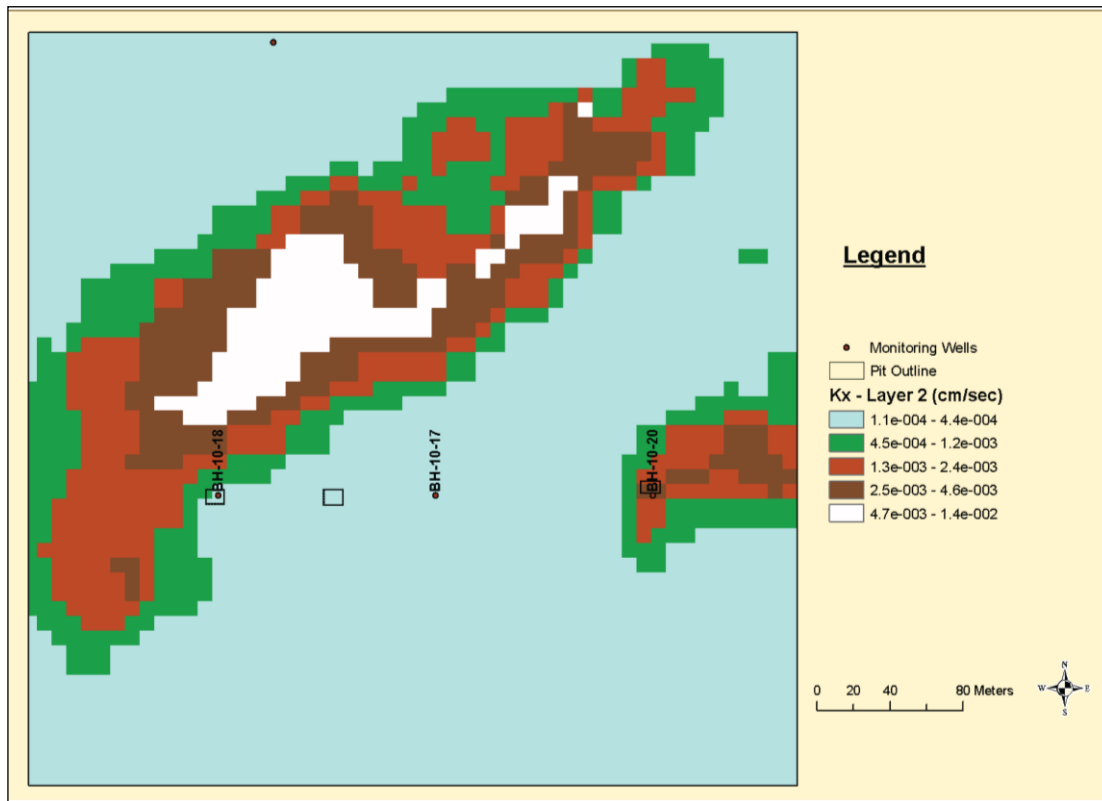 Legend
Monitoring Wells
Pit Outline
Kx - Layer 2 (cm/sec)
1.1e-004 - 4.4e-004
4.5e-004 - 1.2e-003
1.3e-003 - 2.4e-003
2.5e-003 - 4.6e-003
4.7e-003 - 1.4e-002
BH-10-18
BH-10-17
BH-10-20
0 20 40 80 Meters
N
W E
S